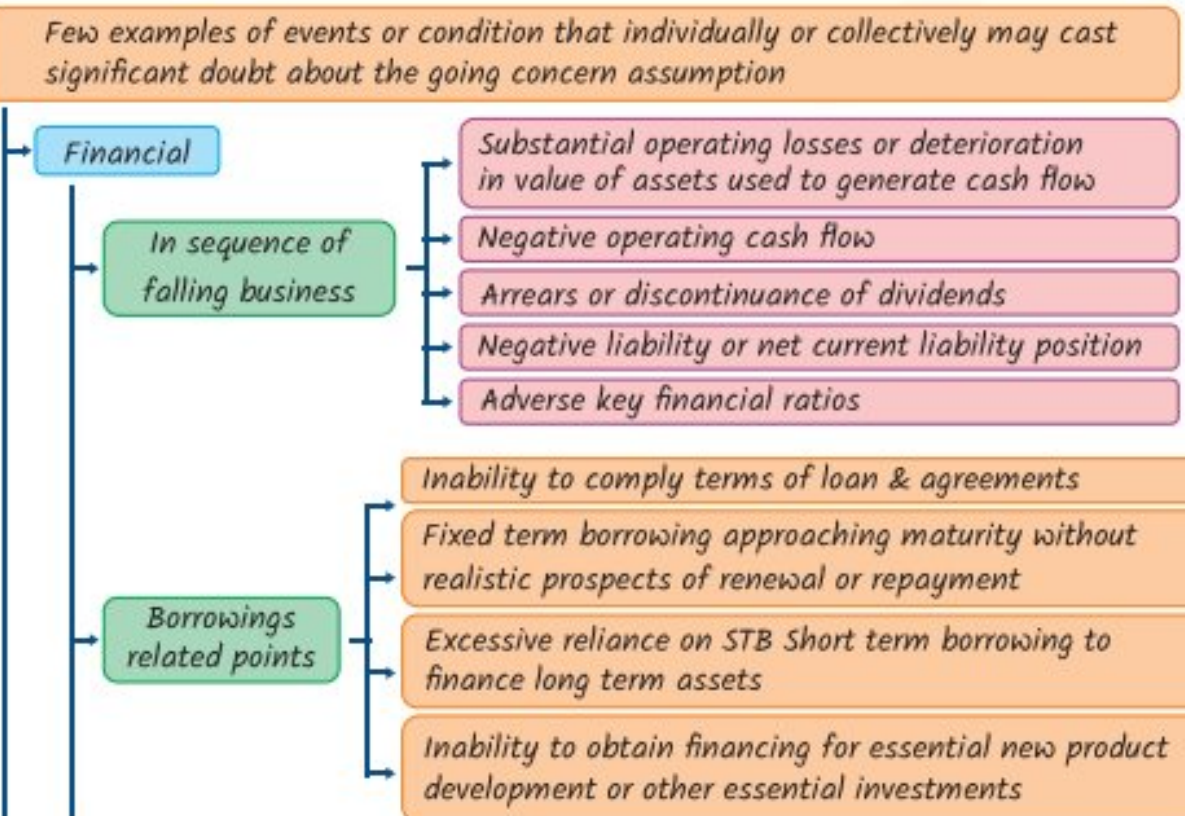 Few examples of events or condition that individually or collectively may cast
significant doubt about the going concern assumption
Financial
In sequence of
falling business
Substantial operating losses or deterioration
in value of assets used to generate cash flow
Negative operating cash flow
Arrears or discontinuance of dividends
Negative liability or net current liability position
Adverse key financial ratios
Borrowings
related points
Inability to comply terms of loan & agreements
Fixed term borrowing approaching maturity without
realistic prospects of renewal or repayment
Excessive reliance on STB Short term borrowing to
finance long term assets
Inability to obtain financing for essential new product
development or other essential investments